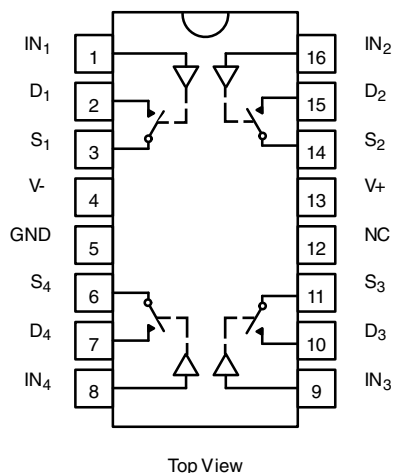 IN1 1 16 IN2
D1 2 15 D2
S1 3 14 S2
V- 4 13 V+
GND 5 12 NC
S4 6 11 S3
D4 7 10 D3
IN4 8 9 IN3
Top View